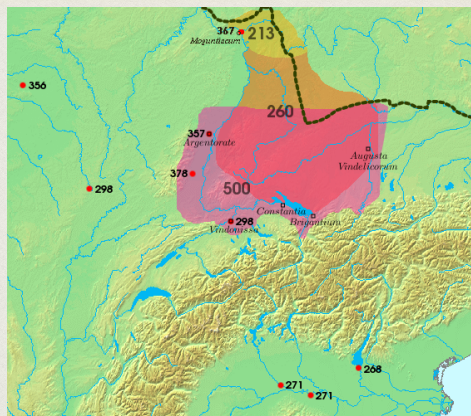 367
213
Moguntiacum
356
260
357
Argentorate
Augusta
Vindelicorum
378
298
500
Constantia
298
Brigantium
Vindonissa
268
271
271